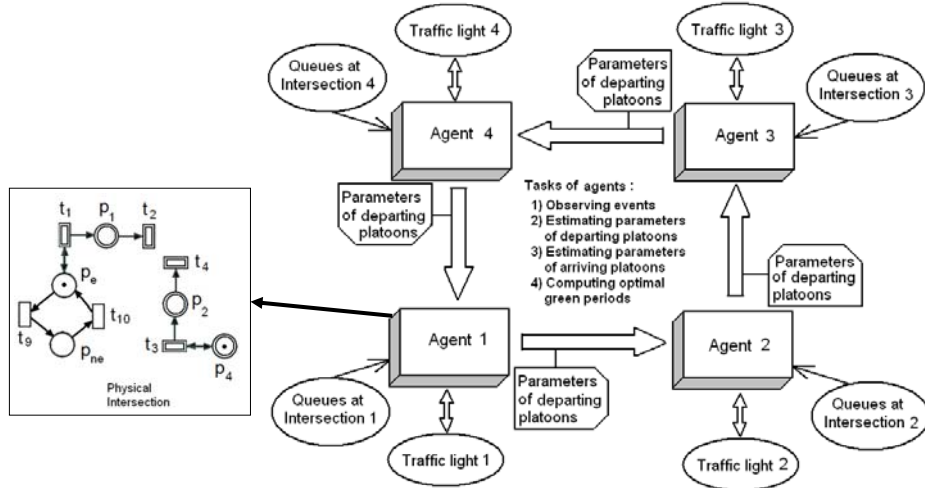 Traffic light 4
Queues at
Intersection 4
Agent 4
Parameters
of departing
platoons
Traffic light 3
Queues at
Intersection 3
Agent 3
Parameters
of departing
platoons
Tasks of agents :
1) Observing events
2) Estimating parameters
of departing platoons
3) Estimating parameters
of arriving platoons
4) Computing optimal
green periods
Parameters
of departing
platoons
t1
p1
t2
pe
t4
p2
t9
t10
pne
t3
p4
Physical
Intersection
Agent 1
Queues at
Intersection 1
Traffic light 1
Parameters
of departing
platoons
Agent 2
Queues at
Intersection 2
Traffic light 2